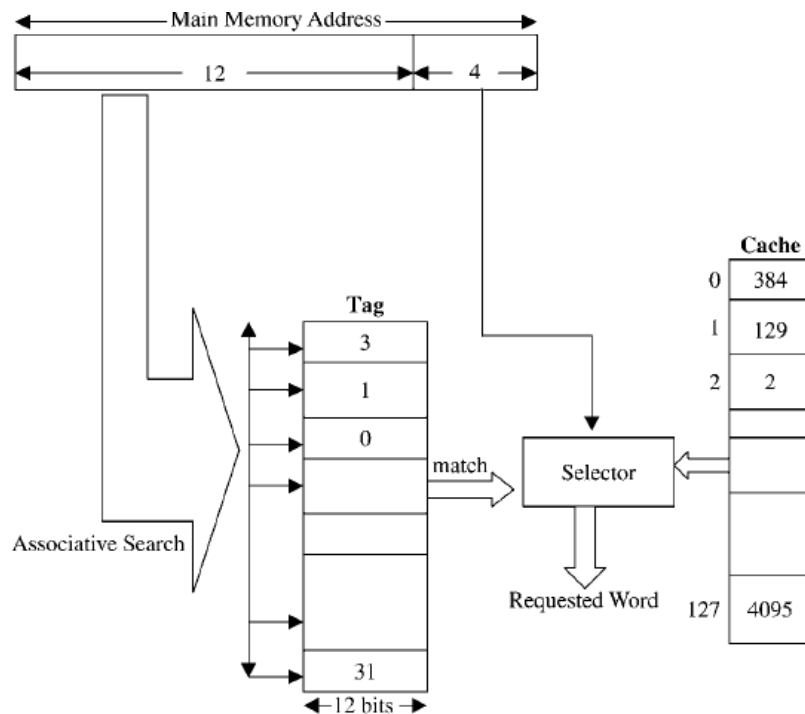 Main Memory Address
12
4
Cache
0
384
1
129
2
2
127
4095
Tag
3
1
0
31
12 bits
match
Selector
Requested Word
Associative Search